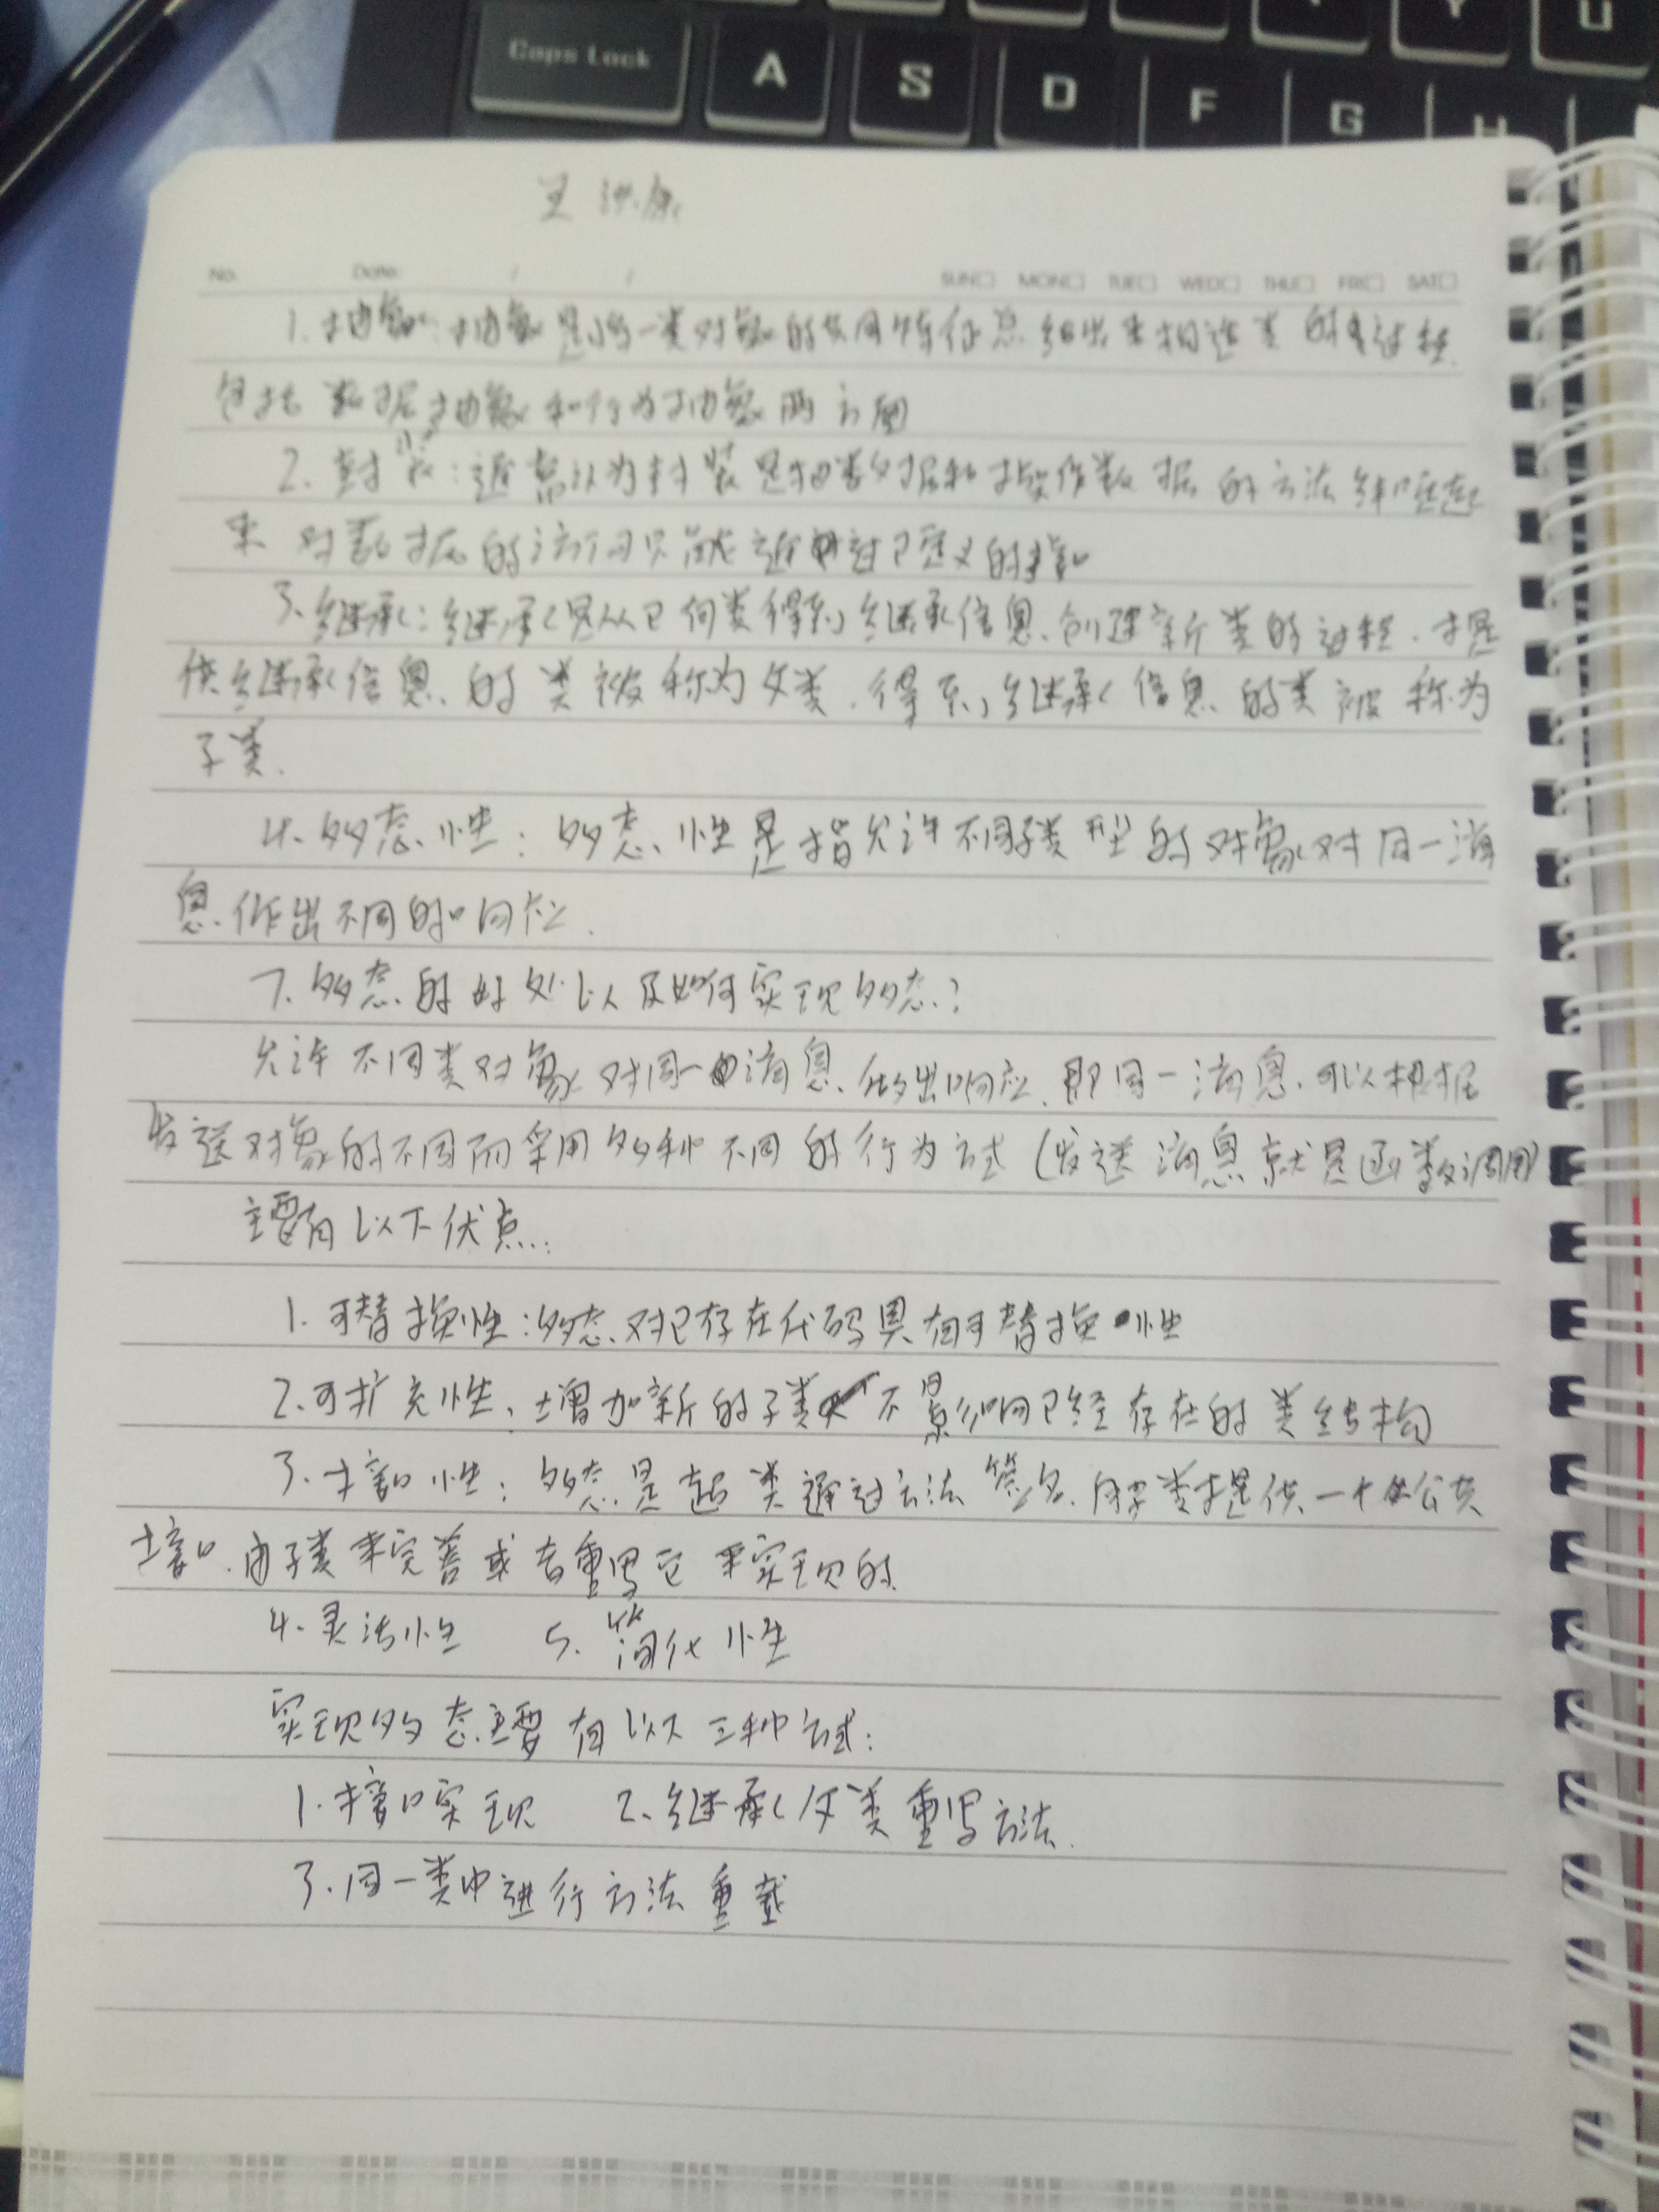 Caps Lock A S D F G H Y U
王洪康
No. Date: / / SUN□ MON□ TUE□ WED□ THU□ FRI□ SAT□
1. 抽象:抽象是将一类对象的共同特征总结出来构造类的过程.
包括数据抽象和行为抽象两方面
2. 封装:通常认为封装是把数据和操作数据的方法绑定起
来 对数据的访问只能通过已定义的接口
3. 继承:继承是从已有类得到继承信息、创建新类的过程.提
供继承信息的类被称为父类.得到继承信息的类被称为
子类.
4. 多态性:多态性是指允许不同子类型的对象对同一消
息作出不同的响应.
7. 多态的好处以及如何实现多态?
允许不同类对象对同一消息做出响应.即同一消息可以根据
发送对象的不同而采用多种不同的行为方式(发送消息就是函数调用)
主要有以下优点:
1. 可替换性:多态对已存在代码具有可替换性
2. 可扩充性、增加新的子类不影响已经存在的类结构
3. 接口性:多态是超类通过方法签名.向子类提供一个公共
接口.由子类来完善或者重写它来实现的.
4. 灵活性 5. 简化性
实现多态主要有以下三种方式:
1. 接口实现 2. 继承父类重写方法.
3. 同一类中进行方法重载